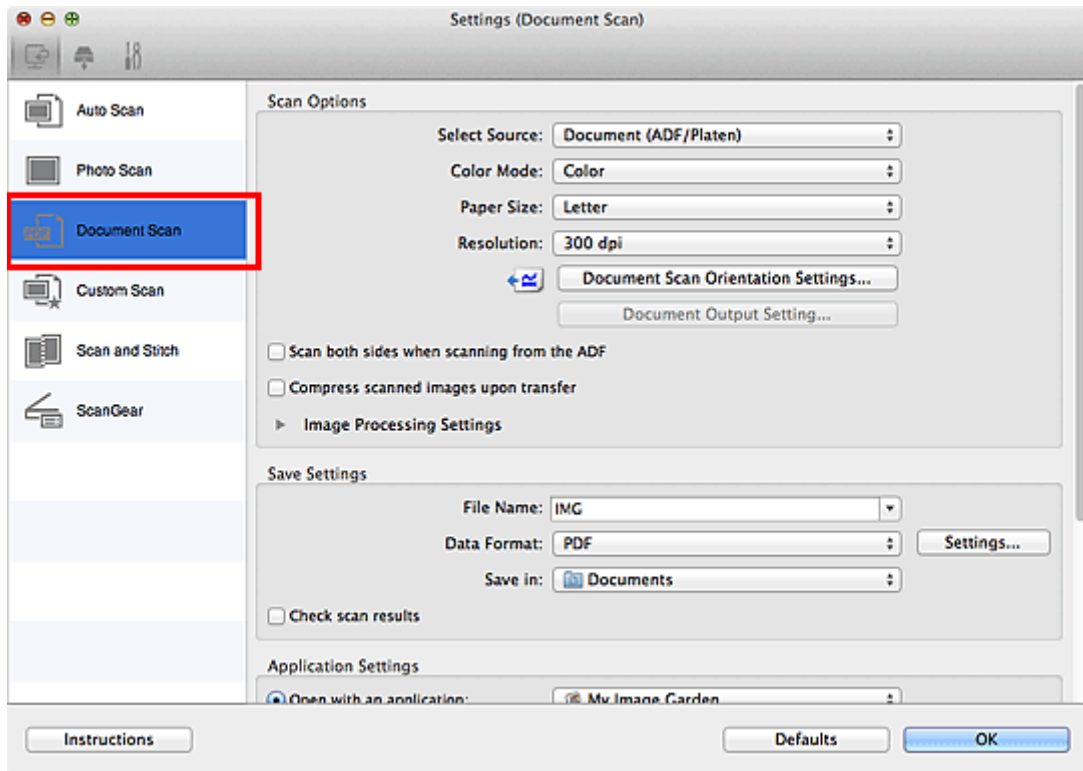 Settings (Document Scan)
Auto Scan
Photo Scan
PDF
Document Scan
Custom Scan
Scan and Stitch
ScanGear
Scan Options
Select Source: Document (ADF/Platen)
Color Mode: Color
Paper Size: Letter
Resolution: 300 dpi
Document Scan Orientation Settings...
Document Output Setting...
Scan both sides when scanning from the ADF
Compress scanned images upon transfer
Image Processing Settings
Save Settings
File Name: IMG
Data Format: PDF Settings...
Save in: Documents
Check scan results
Application Settings
Open with an application: My Image Garden
Instructions Defaults OK